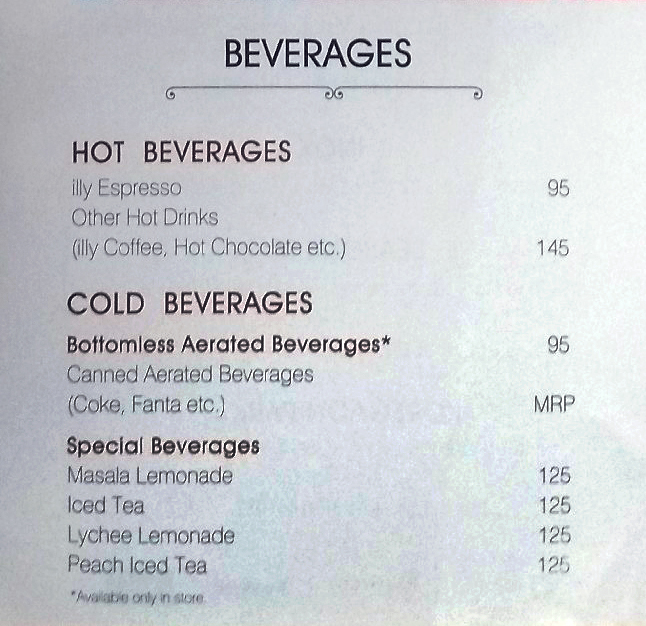 BEVERAGES
HOT BEVERAGES
illy Espresso 95
Other Hot Drinks
(illy Coffee, Hot Chocolate etc.) 145
COLD BEVERAGES
Bottomless Aerated Beverages* 95
Canned Aerated Beverages
(Coke, Fanta etc.) MRP
Special Beverages
Masala Lemonade 125
Iced Tea 125
Lychee Lemonade 125
Peach Iced Tea 125
*Available only in store.